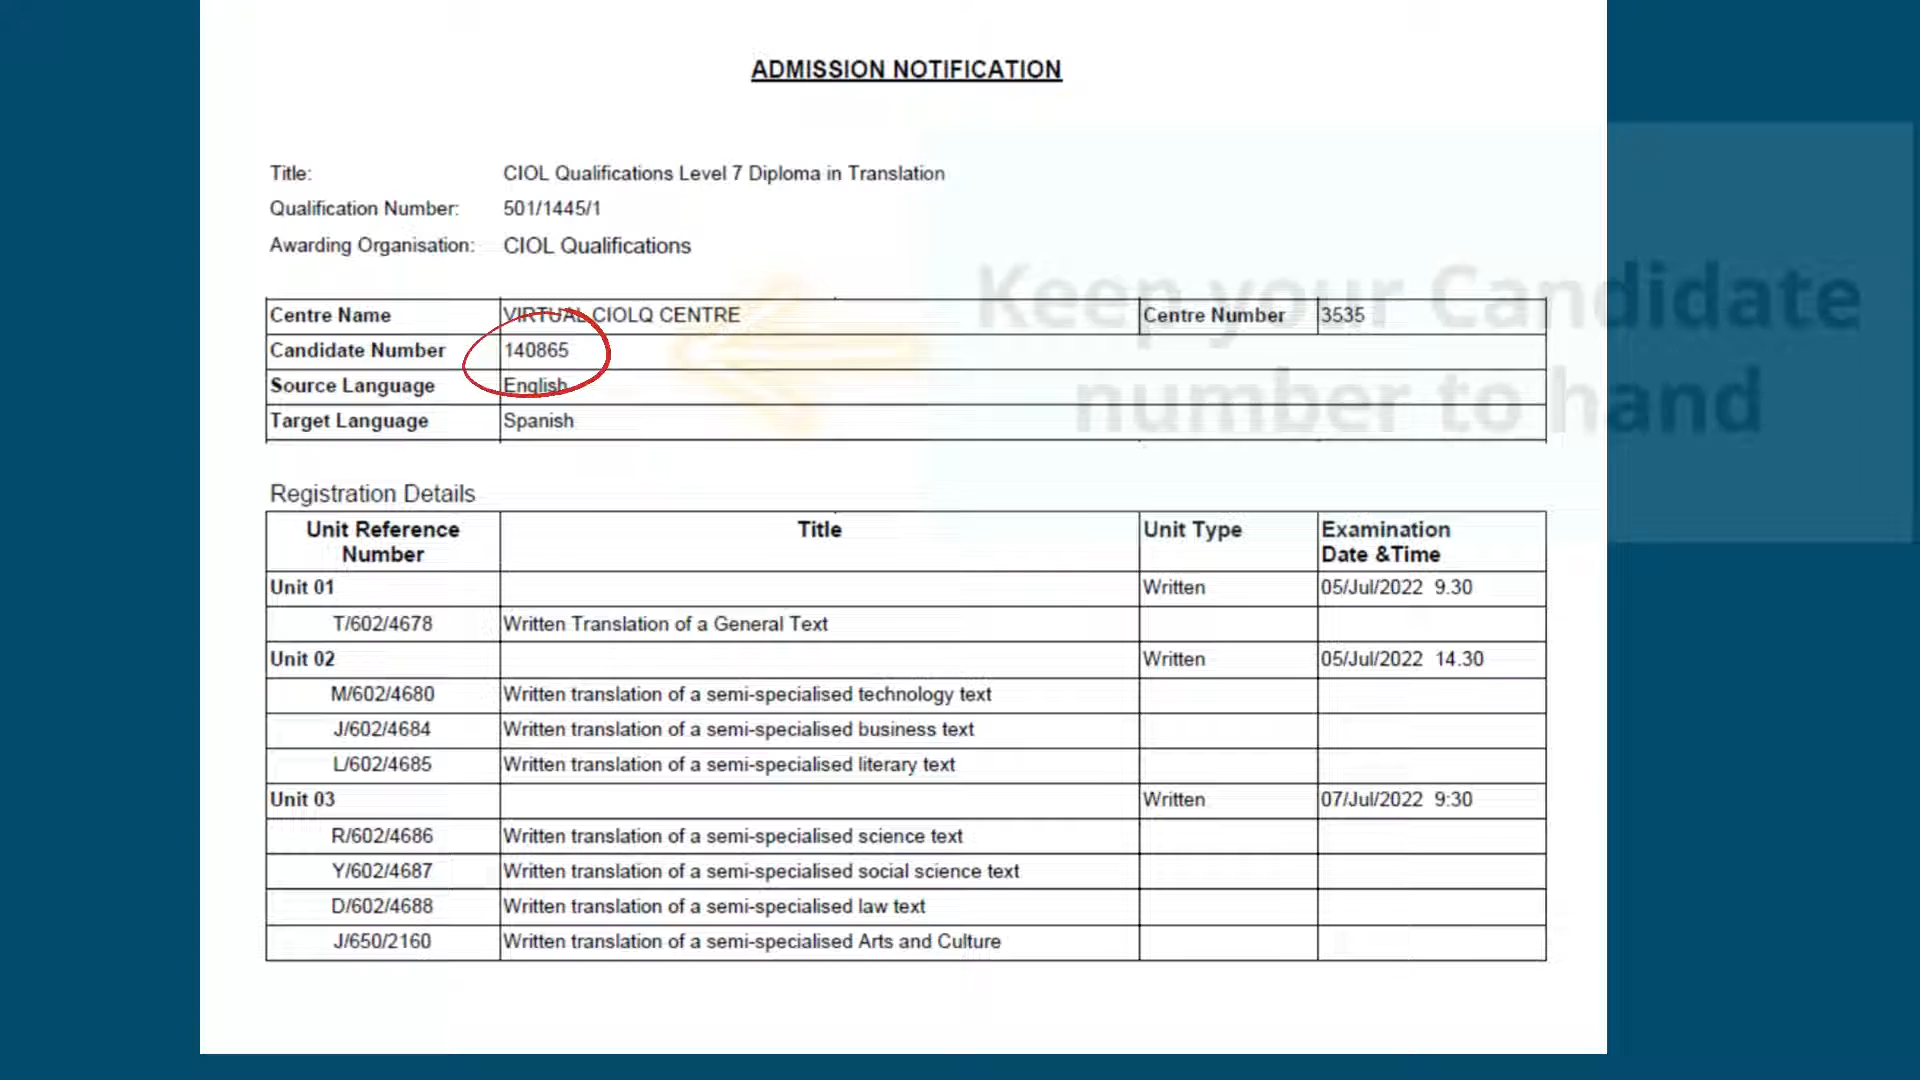 ADMISSION NOTIFICATION
Title: CIOL Qualifications Level 7 Diploma in Translation
Qualification Number: 501/1445/1
Awarding Organisation: CIOL Qualifications
Keep your Candidate
number to hand
Centre Name VIRTUAL CIOLQ CENTRE Centre Number 3535
Candidate Number 140865
Source Language English
Target Language Spanish
Registration Details
Unit Reference Number Title Unit Type Examination Date &Time
Unit 01 Written 05/Jul/2022 9.30
T/602/4678 Written Translation of a General Text
Unit 02 Written 05/Jul/2022 14.30
M/602/4680 Written translation of a semi-specialised technology text
J/602/4684 Written translation of a semi-specialised business text
L/602/4685 Written translation of a semi-specialised literary text
Unit 03 Written 07/Jul/2022 9:30
R/602/4686 Written translation of a semi-specialised science text
Y/602/4687 Written translation of a semi-specialised social science text
D/602/4688 Written translation of a semi-specialised law text
J/650/2160 Written translation of a semi-specialised Arts and Culture